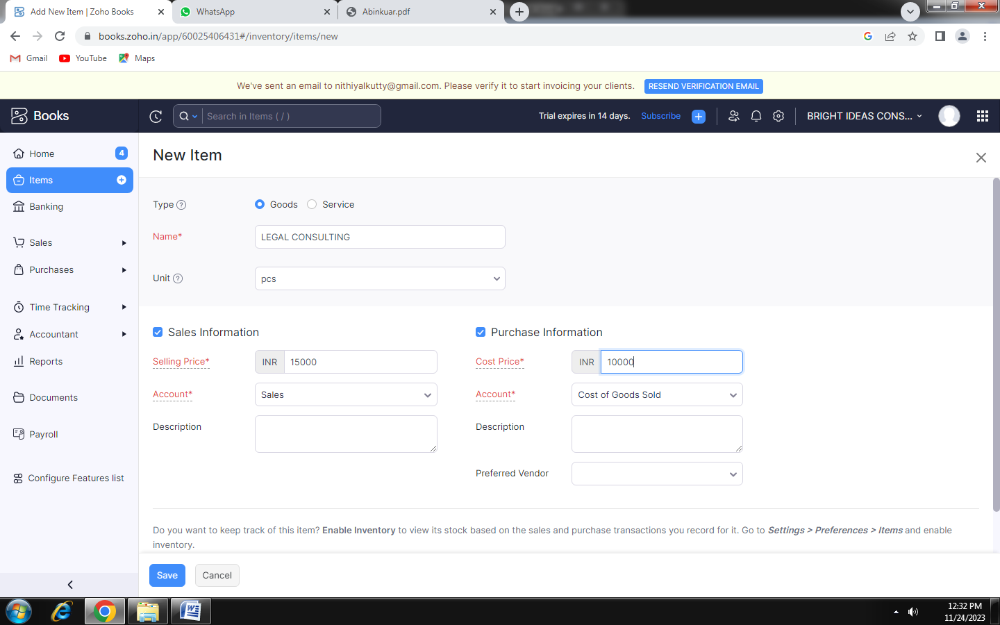 Add New Item | Zoho Books
WhatsApp
Abinkuar.pdf
books.zoho.in/app/60025406431#/inventory/items/new
Gmail
YouTube
Maps
We've sent an email to nithiyalkutty@gmail.com. Please verify it to start invoicing your clients.
RESEND VERIFICATION EMAIL
Books
Search in Items ( / )
Trial expires in 14 days.
Subscribe
BRIGHT IDEAS CONS...
Home
4
Items
Banking
Sales
Purchases
Time Tracking
Accountant
Reports
Documents
Payroll
Configure Features list
New Item
Type ?
Goods
Service
Name*
LEGAL CONSULTING
Unit ?
pcs
Sales Information
Selling Price*
INR
15000
Account*
Sales
Description
Purchase Information
Cost Price*
INR
10000
Account*
Cost of Goods Sold
Description
Preferred Vendor
Do you want to keep track of this item? Enable Inventory to view its stock based on the sales and purchase transactions you record for it. Go to Settings > Preferences > Items and enable
inventory.
Save
Cancel
12:32 PM
11/24/2023